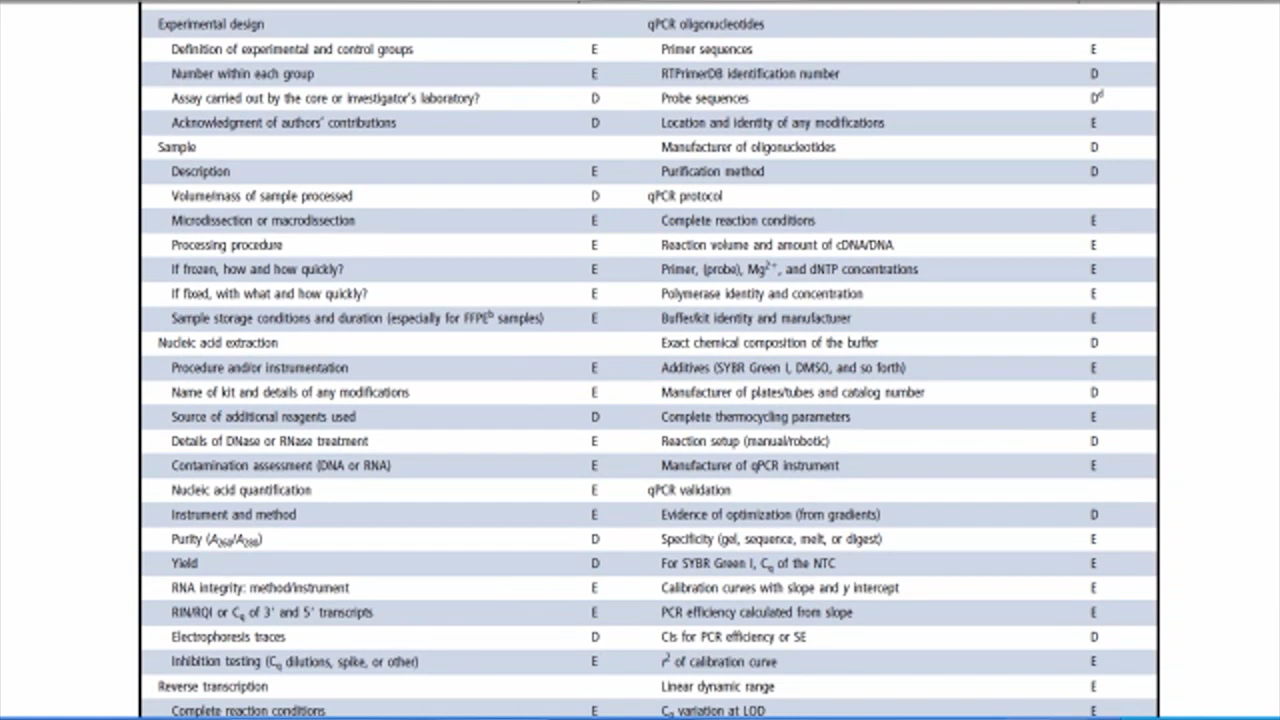 Experimental design
Definition of experimental and control groups E
Number within each group E
Assay carried out by the core or investigator's laboratory? D
Acknowledgment of authors' contributions D
Sample
Description E
Volume/mass of sample processed D
Microdissection or macrodissection E
Processing procedure E
If frozen, how and how quickly? E
If fixed, with what and how quickly? E
Sample storage conditions and duration (especially for FFPEᵇ samples) E
Nucleic acid extraction
Procedure and/or instrumentation E
Name of kit and details of any modifications E
Source of additional reagents used D
Details of DNase or RNase treatment E
Contamination assessment (DNA or RNA) E
Nucleic acid quantification E
Instrument and method E
Purity (A₂₆₀/A₂₈₀) D
Yield D
RNA integrity: method/instrument E
RIN/RQI or Cq of 3' and 5' transcripts E
Electrophoresis traces D
Inhibition testing (Cq dilutions, spike, or other) E
Reverse transcription
Complete reaction conditions E
qPCR oligonucleotides
Primer sequences E
RTPrimerDB identification number D
Probe sequences Dᵈ
Location and identity of any modifications E
Manufacturer of oligonucleotides D
Purification method D
qPCR protocol
Complete reaction conditions E
Reaction volume and amount of cDNA/DNA E
Primer, (probe), Mg²⁺, and dNTP concentrations E
Polymerase identity and concentration E
Buffer/kit identity and manufacturer E
Exact chemical composition of the buffer D
Additives (SYBR Green I, DMSO, and so forth) E
Manufacturer of plates/tubes and catalog number D
Complete thermocycling parameters E
Reaction setup (manual/robotic) D
Manufacturer of qPCR instrument E
qPCR validation
Evidence of optimization (from gradients) D
Specificity (gel, sequence, melt, or digest) E
For SYBR Green I, Cq of the NTC E
Calibration curves with slope and y intercept E
PCR efficiency calculated from slope E
CIs for PCR efficiency or SE D
r² of calibration curve E
Linear dynamic range E
Cq variation at LOD E